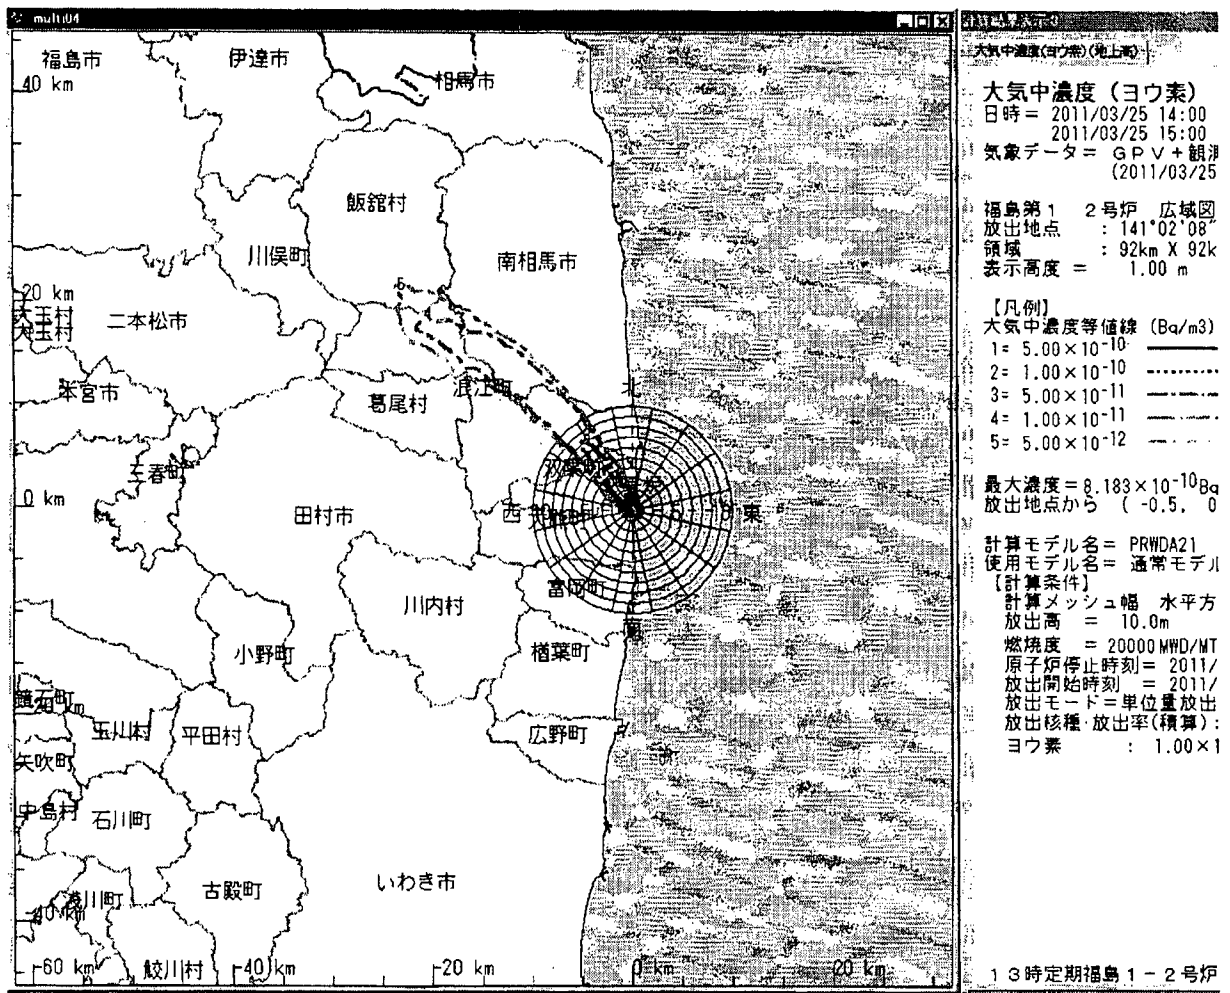 multi04
福島市
伊達市
相馬市
40 km
飯舘村
川俣町
南相馬市
20 km
大玉村
大玉村
二本松市
本宮市
浪江町
葛尾村
北
双葉町
三春町
0 km
田村市
西
東
富岡町
川内村
南
小野町
楢葉町
鏡石町
玉川村
平田村
広野町
矢吹町
中島村
石川町
いわき市
古殿町
浅川町
-40 km
鮫川村
-60 km
-40 km
-20 km
0 km
20 km
大気中濃度(ヨウ素)(地上高)
大気中濃度 (ヨウ素)
日時= 2011/03/25 14:00
2011/03/25 15:00
気象データ= GPV+観測
(2011/03/25
福島第1 2号炉 広域図
放出地点 : 141°02'08"
領域 : 92km X 92k
表示高度 = 1.00 m
【凡例】
大気中濃度等値線 (Bq/m3)
1= 5.00×10-10
2= 1.00×10-10
3= 5.00×10-11
4= 1.00×10-11
5= 5.00×10-12
最大濃度=8.183×10-10Bq
放出地点から ( -0.5, 0
計算モデル名= PRWDA21
使用モデル名= 通常モデル
【計算条件】
計算メッシュ幅 水平方
放出高 = 10.0m
燃焼度 = 20000MWD/MT
原子炉停止時刻= 2011/
放出開始時刻 = 2011/
放出モード=単位量放出
放出核種・放出率(積算):
ヨウ素 : 1.00×1
13時定期福島1-2号炉